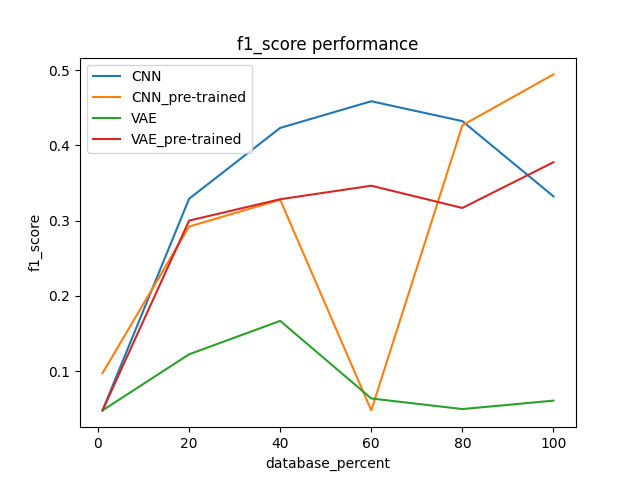 f1_score performance
CNN
CNN_pre-trained
VAE
VAE_pre-trained
f1_score
0.5
0.4
0.3
0.2
0.1
0 20 40 60 80 100
database_percent